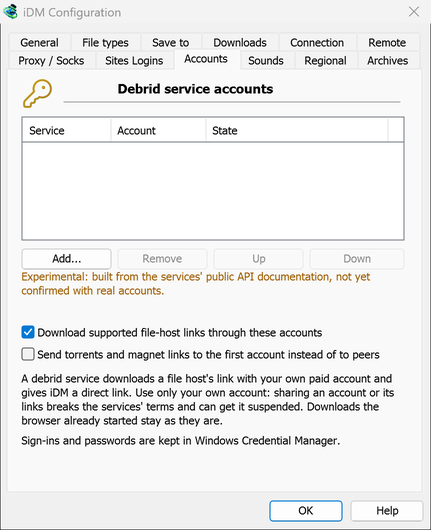 iDM Configuration
General File types Save to Downloads Connection Remote
Proxy / Socks Sites Logins Accounts Sounds Regional Archives
Debrid service accounts
Service Account State
Add... Remove Up Down
Experimental: built from the services' public API documentation, not yet
confirmed with real accounts.
Download supported file-host links through these accounts
Send torrents and magnet links to the first account instead of to peers
A debrid service downloads a file host's link with your own paid account and
gives iDM a direct link. Use only your own account: sharing an account or its
links breaks the services' terms and can get it suspended. Downloads the
browser already started stay as they are.
Sign-ins and passwords are kept in Windows Credential Manager.
OK Help